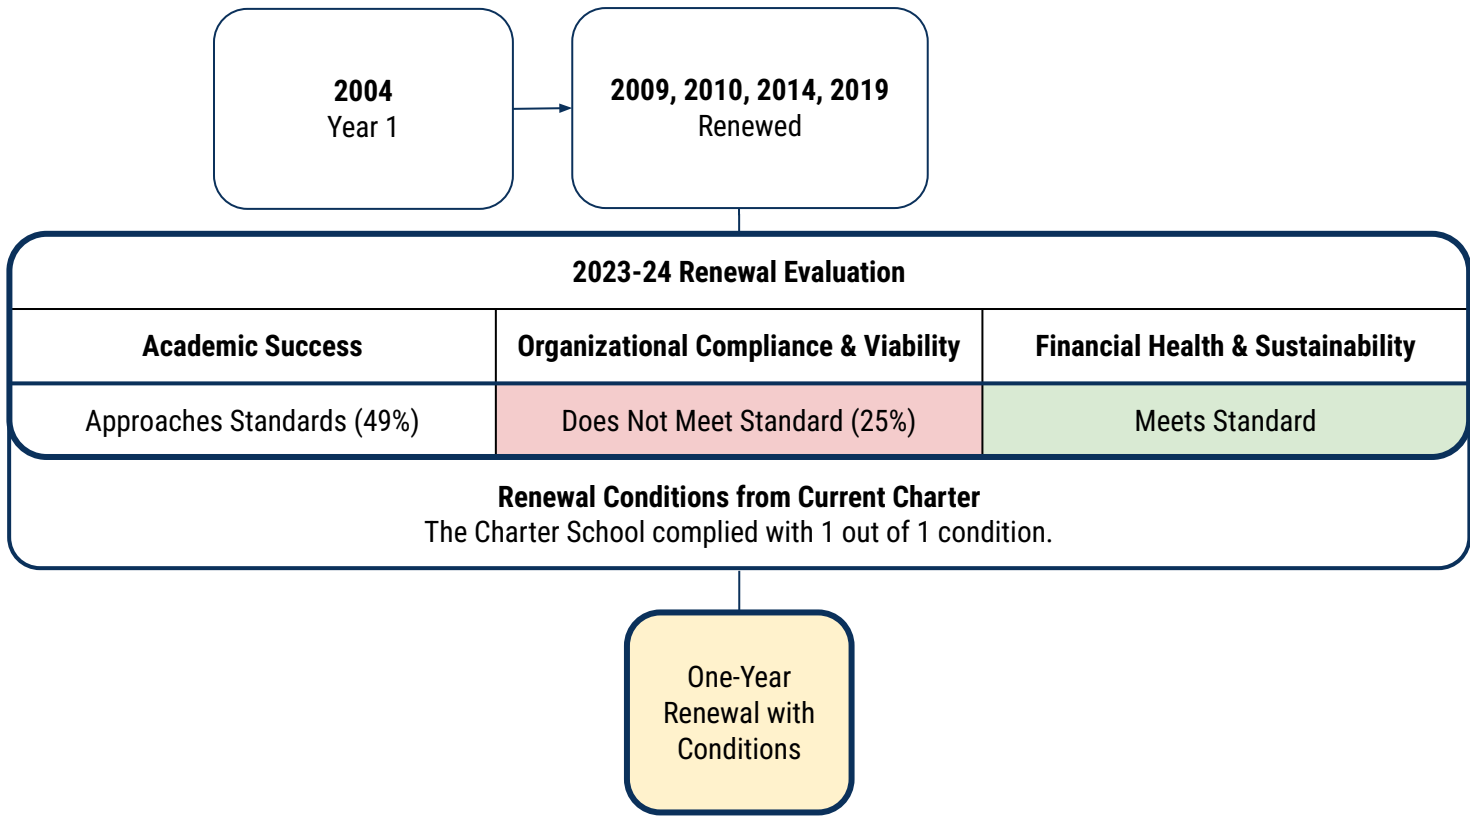 2004
Year 1
2009, 2010, 2014, 2019
Renewed
2023-24 Renewal Evaluation
Academic Success
Organizational Compliance & Viability
Financial Health & Sustainability
Approaches Standards (49%)
Does Not Meet Standard (25%)
Meets Standard
Renewal Conditions from Current Charter
The Charter School complied with 1 out of 1 condition.
One-Year
Renewal with
Conditions